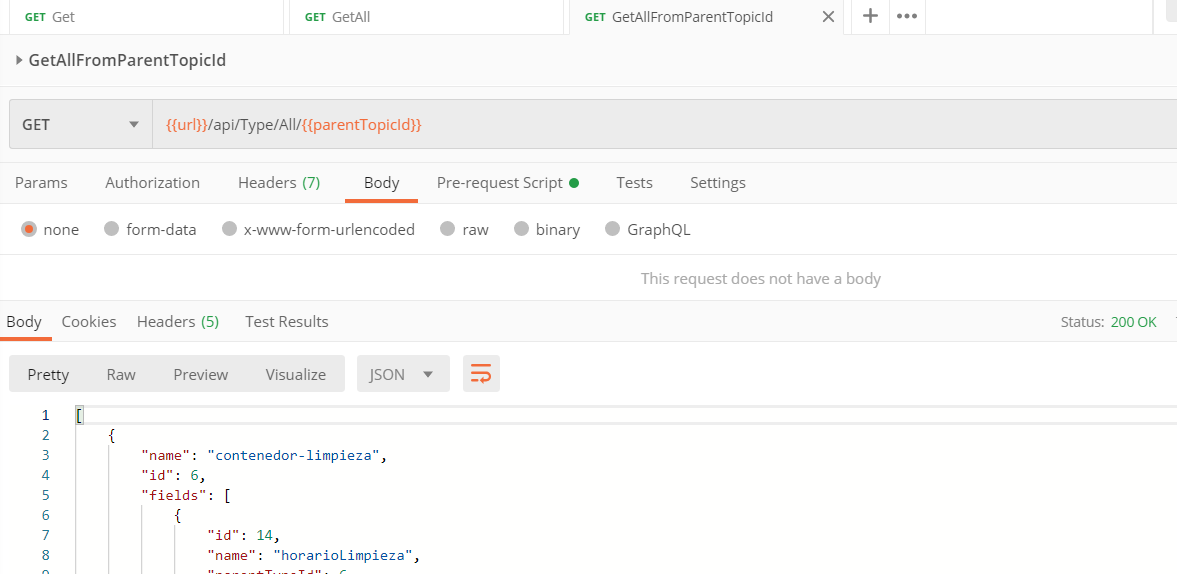 GET Get GET GetAll GET GetAllFromParentTopicId
GetAllFromParentTopicId
GET {{url}}/api/Type/All/{{parentTopicId}}
Params Authorization Headers (7) Body Pre-request Script Tests Settings
none form-data x-www-form-urlencoded raw binary GraphQL
This request does not have a body
Body Cookies Headers (5) Test Results Status: 200 OK
Pretty Raw Preview Visualize JSON
1 [
2 {
3 "name": "contenedor-limpieza",
4 "id": 6,
5 "fields": [
6 {
7 "id": 14,
8 "name": "horarioLimpieza",
9 "parentTypeId": 6,